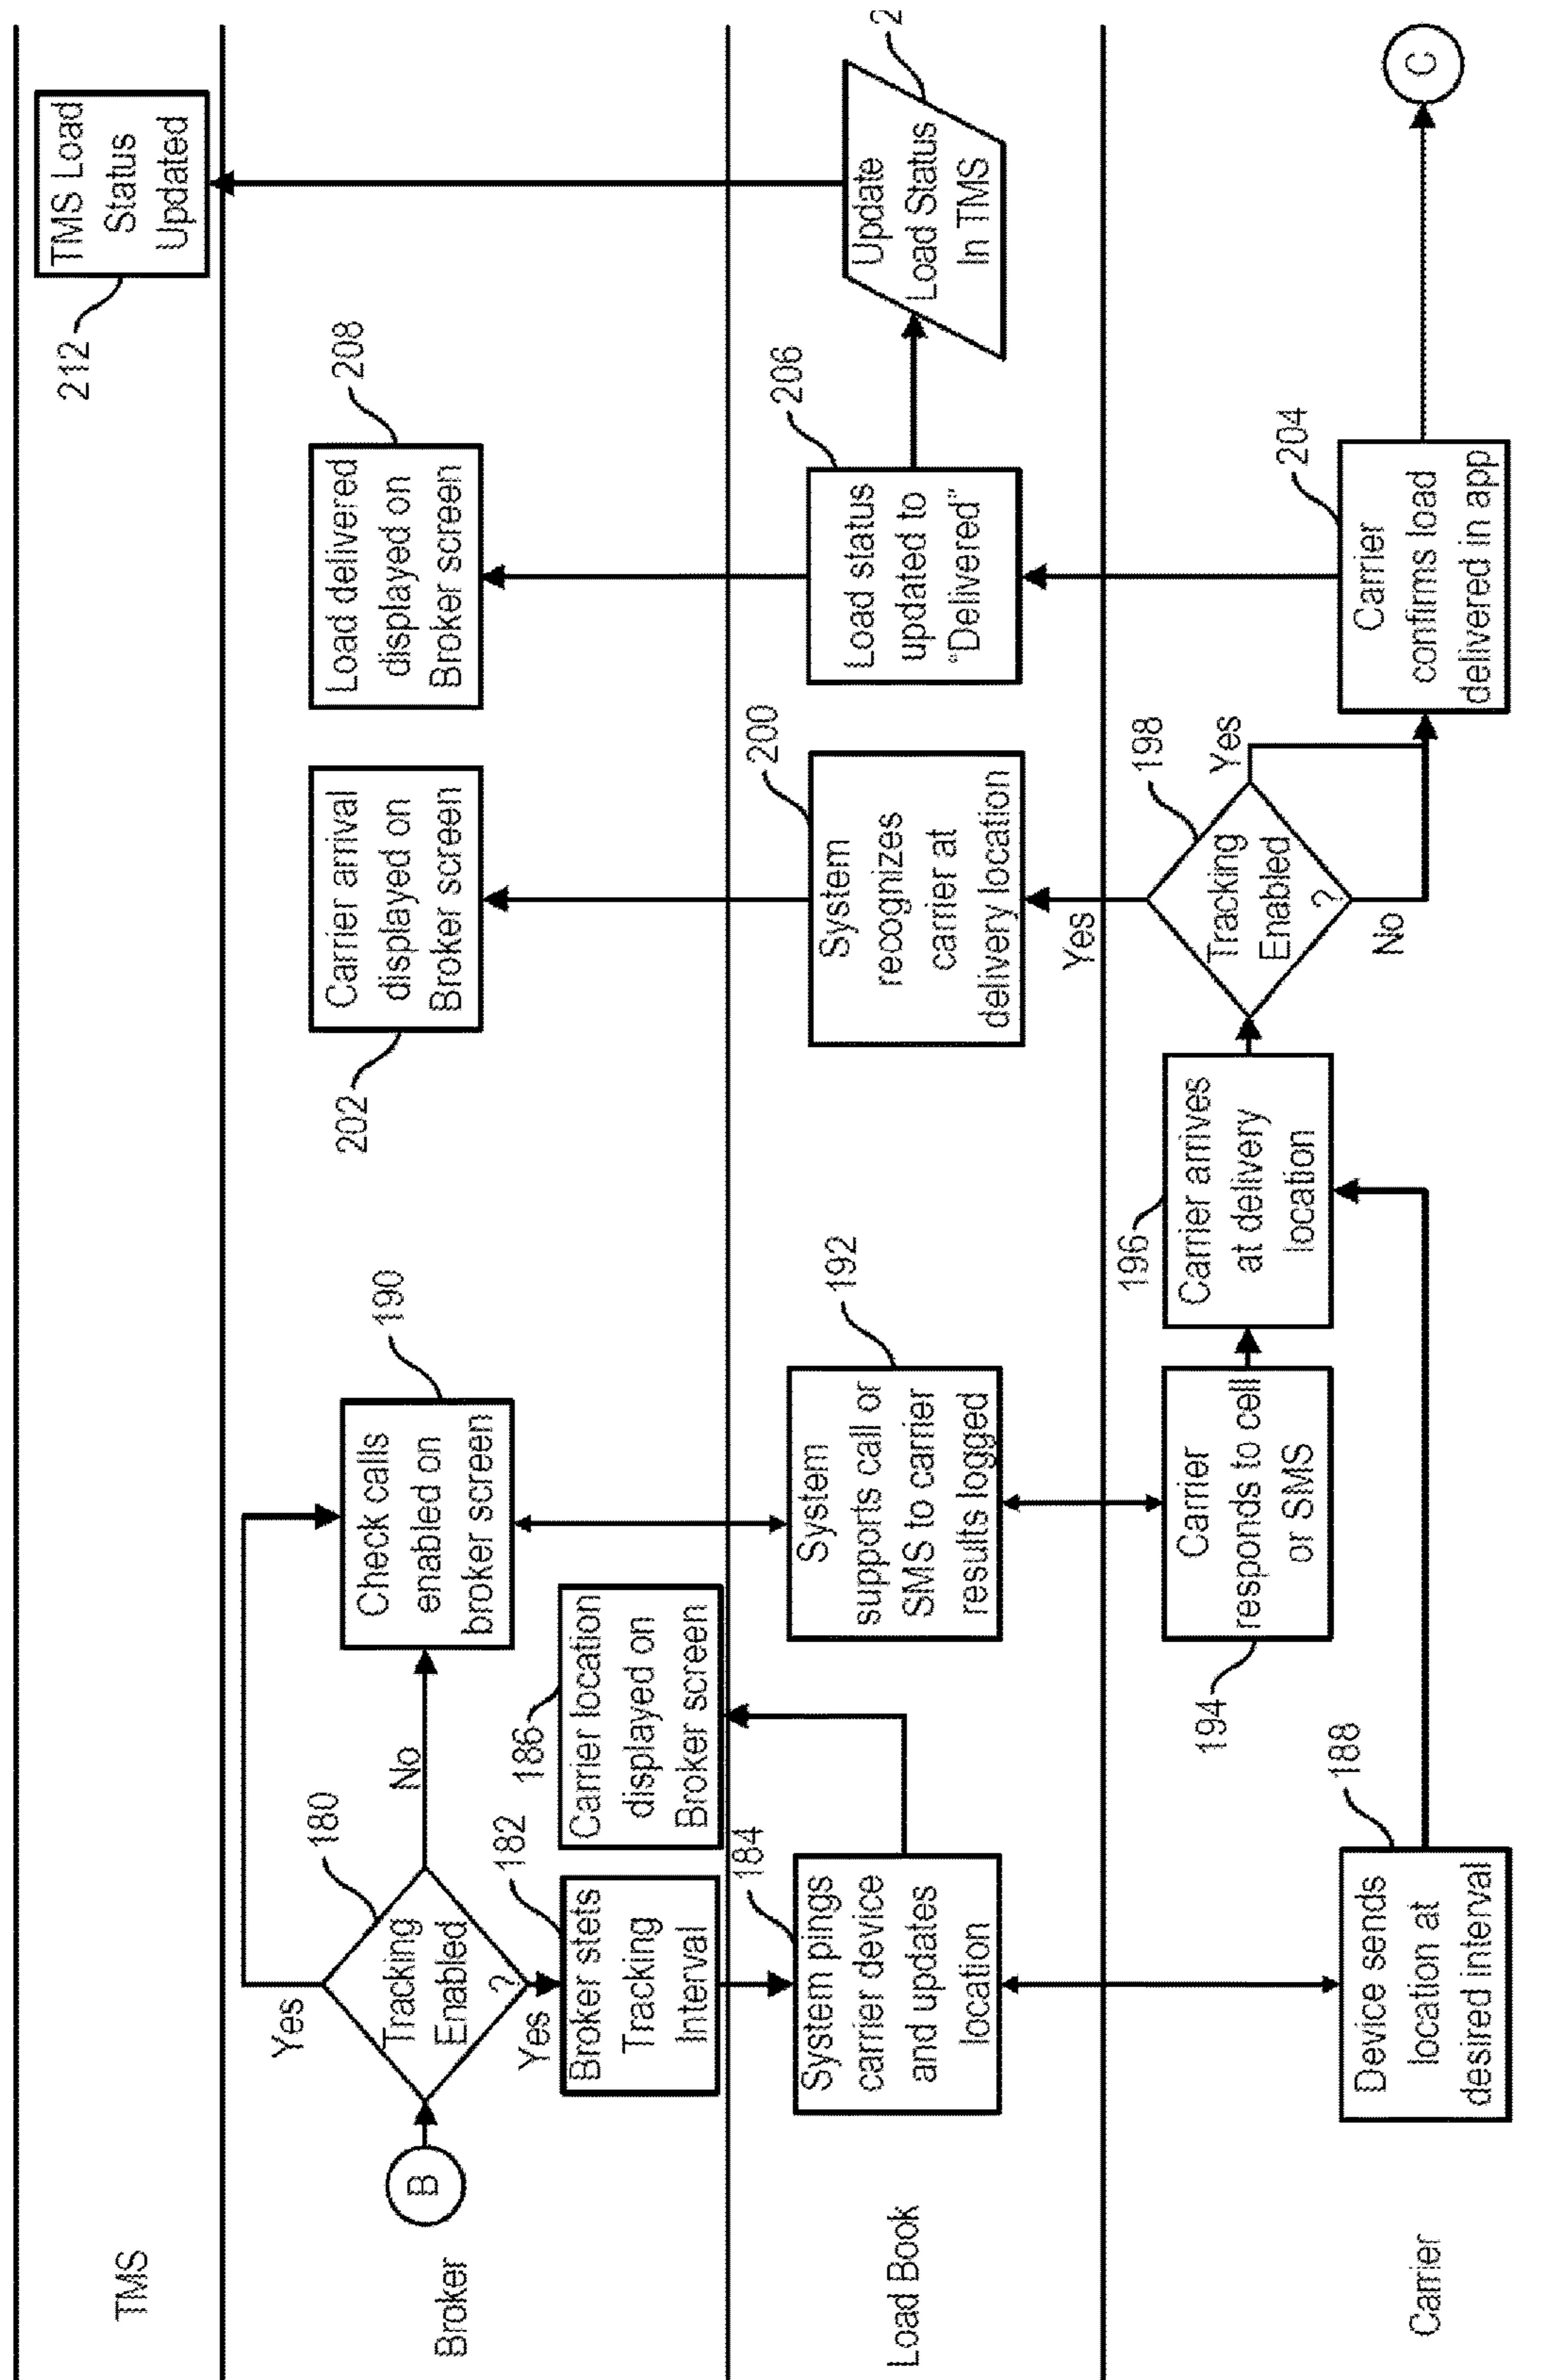 TMS
TMS Load
Status
Updated
212
Broker
B
Tracking
Enabled
?
180
Yes
No
Yes
Broker stets
Tracking
Interval
182
Carrier location
displayed on
Broker screen
186
Check calls
enabled on
broker screen
190
Carrier arrival
displayed on
Broker screen
202
Load delivered
displayed on
Broker screen
208
Load Book
System pings
carrier device
and updates
location
184
System
supports call or
SMS to carrier
results logged
192
System
recognizes
carrier at
delivery location
200
Load status
updated to
"Delivered"
206
Update
Load Status
In TMS
2
Carrier
Device sends
location at
desired interval
188
Carrier
responds to cell
or SMS
194
Carrier arrives
at delivery
location
196
Tracking
Enabled
?
198
Yes
Yes
No
Carrier
confirms load
delivered in app
204
C